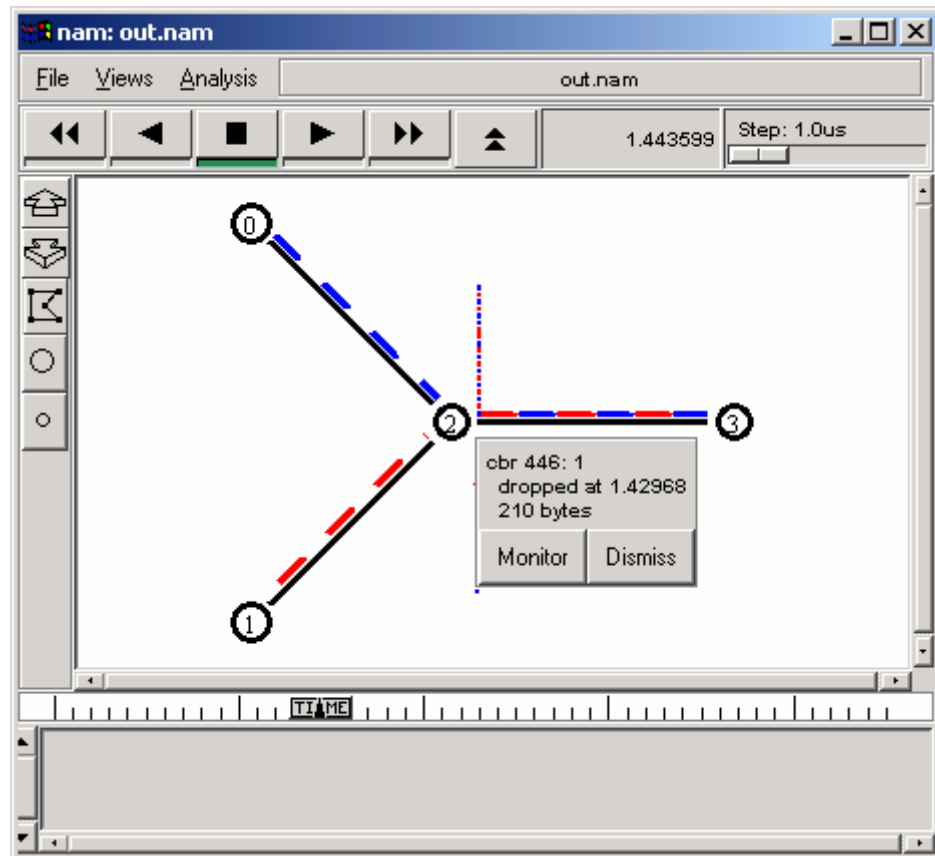 nam: out.nam
File Views Analysis out.nam
1.443599 Step: 1.0us
0
2
3
cbr 446: 1
dropped at 1.42968
210 bytes
Monitor Dismiss
1
TIME